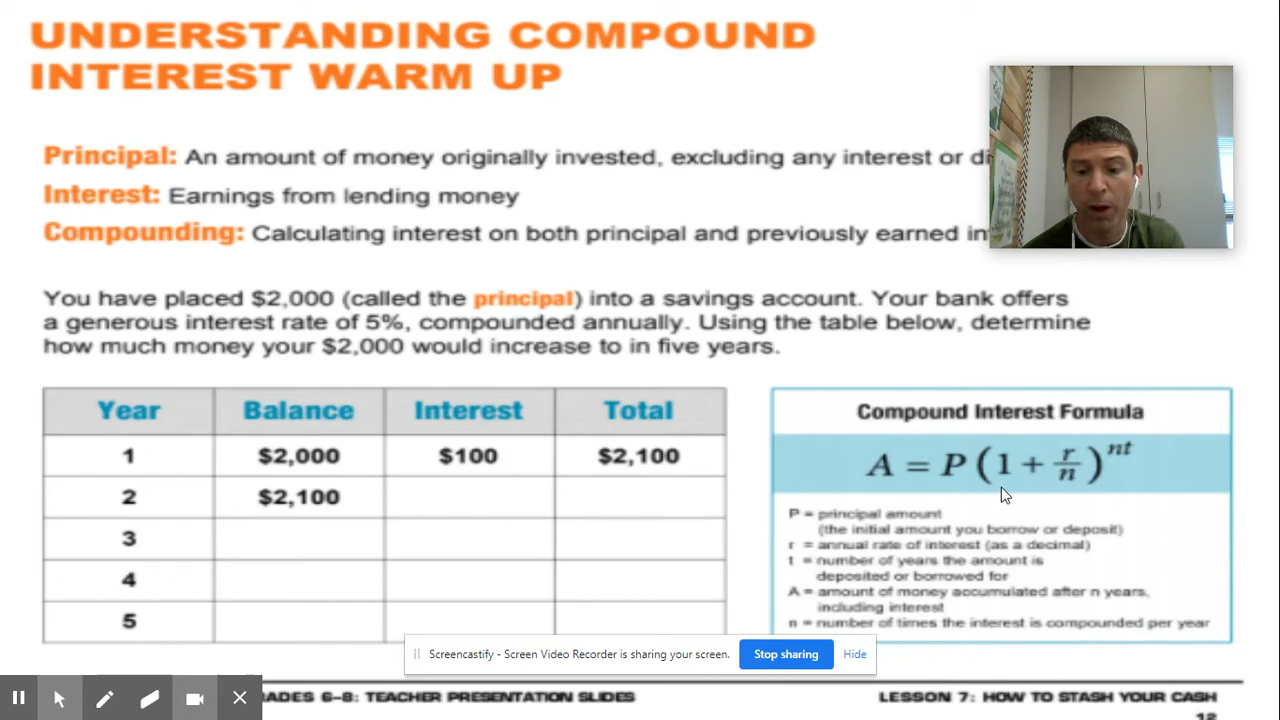 UNDERSTANDING COMPOUND
INTEREST WARM UP
Principal: An amount of money originally invested, excluding any interest or
Interest: Earnings from lending money
Compounding: Calculating interest on both principal and previously earned
You have placed $2,000 (called the principal) into a savings account. Your bank offers
a generous interest rate of 5%, compounded annually. Using the table below, determine
how much money your $2,000 would increase to in five years.
Year Balance Interest Total
1 $2,000 $100 $2,100
2 $2,100
3
4
5
Compound Interest Formula
A = P(1 + r/n)^nt
P = principal amount
(the initial amount you borrow or deposit)
r = annual rate of interest (as a decimal)
t = number of years the amount is
deposited or borrowed for
A = amount of money accumulated after n years,
including interest
n = number of times the interest is compounded per year
Screencastify - Screen Video Recorder is sharing your screen. Stop sharing Hide
6–8: TEACHER PRESENTATION SLIDES
LESSON 7: HOW TO STASH YOUR CASH
12